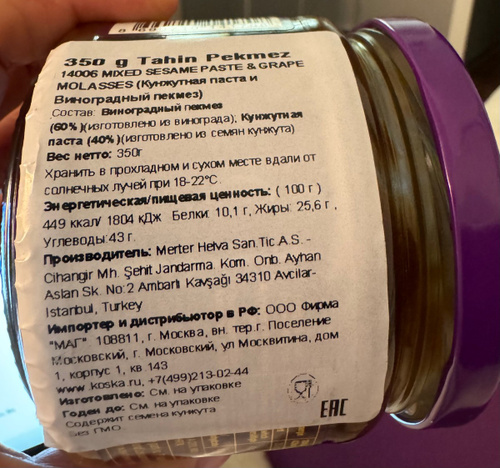 350 g Tahin Pekmez
14006 MIXED SESAME PASTE & GRAPE
MOLASSES (Кунжутная паста и
Виноградный пекмез)
Состав: Виноградный пекмез
(60%)(изготовлено из винограда); Кунжутная
паста (40%)(изготовлено из семян кунжута)
Вес нетто: 350г
Хранить в прохладном и сухом месте вдали от
солнечных лучей при 18-22°C.
Энергетическая/пищевая ценность: ( 100 г )
449 ккал/ 1804 кДж Белки: 10,1 г, Жиры: 25,6 г ,
Углеводы:43 г.
Производитель: Merter Helva San.Tic A.S. -
Cihangir Mh. Şehit Jandarma. Kom. Onb. Ayhan
Aslan Sk. No:2 Ambarlı Kavşağı 34310 Avcılar-
Istanbul, Turkey
Импортер и дистрибьютор в РФ: ООО Фирма
"МАГ" 108811, г. Москва, вн. тер.г. Поселение
Московский, г. Московский, ул Москвитина, дом
1, корпус 1, кв 143
www.koska.ru, +7(499)213-02-44
Изготовлено: См. на упаковке
Годен до: См. на упаковке
Содержит семена кунжута
Без ГМО
EAC